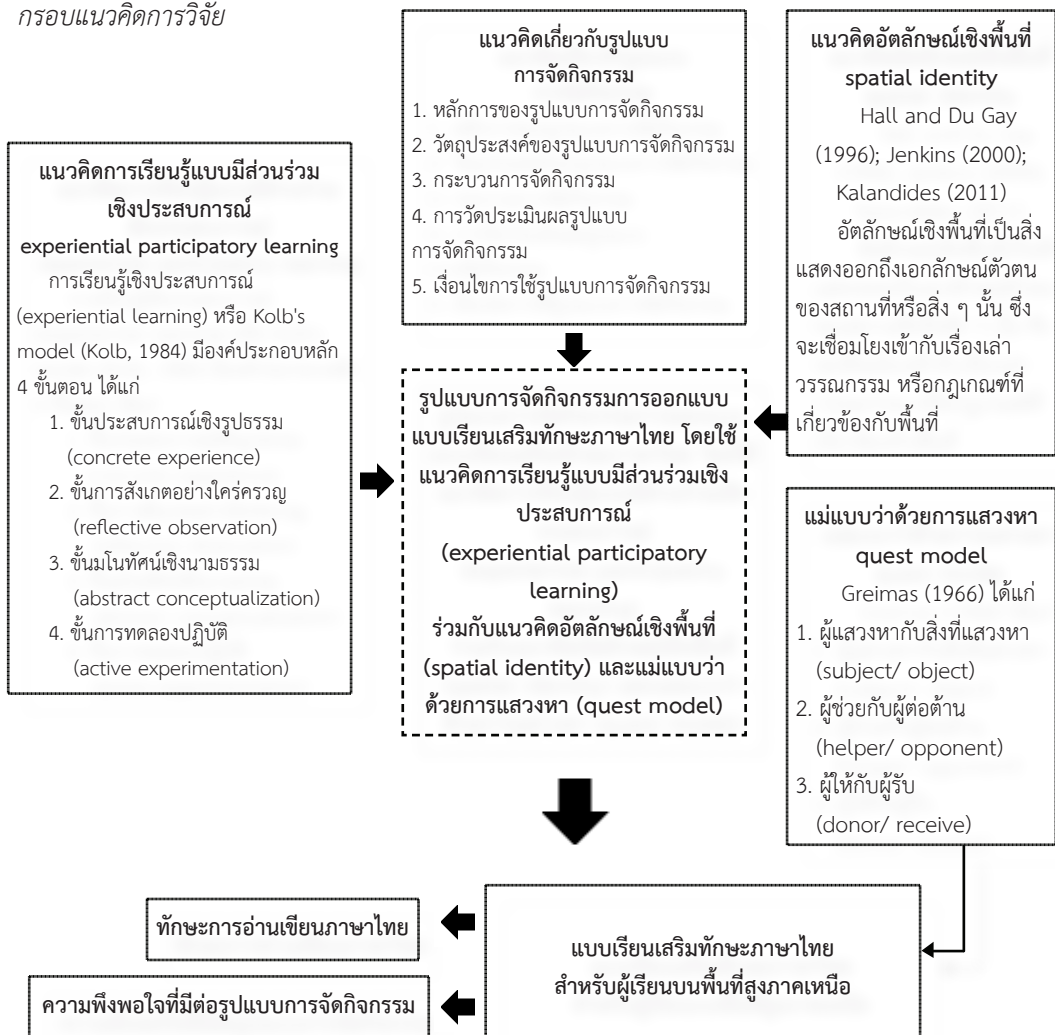 กรอบแนวคิดการวิจัย
แนวคิดเกี่ยวกับรูปแบบ
การจัดกิจกรรม
1. หลักการของรูปแบบการจัดกิจกรรม
2. วัตถุประสงค์ของรูปแบบการจัดกิจกรรม
3. กระบวนการจัดกิจกรรม
4. การวัดประเมินผลรูปแบบ
การจัดกิจกรรม
5. เงื่อนไขการใช้รูปแบบการจัดกิจกรรม
แนวคิดอัตลักษณ์เชิงพื้นที่
spatial identity
Hall and Du Gay
(1996); Jenkins (2000);
Kalandides (2011)
อัตลักษณ์เชิงพื้นที่เป็นสิ่ง
แสดงออกถึงเอกลักษณ์ตัวตน
ของสถานที่หรือสิ่ง ๆ นั้น ซึ่ง
จะเชื่อมโยงเข้ากับเรื่องเล่า
วรรณกรรม หรือกฎเกณฑ์ที่
เกี่ยวข้องกับพื้นที่
แนวคิดการเรียนรู้แบบมีส่วนร่วม
เชิงประสบการณ์
experiential participatory learning
การเรียนรู้เชิงประสบการณ์
(experiential learning) หรือ Kolb's
model (Kolb, 1984) มีองค์ประกอบหลัก
4 ขั้นตอน ได้แก่
1. ขั้นประสบการณ์เชิงรูปธรรม
(concrete experience)
2. ขั้นการสังเกตอย่างใคร่ครวญ
(reflective observation)
3. ขั้นมโนทัศน์เชิงนามธรรม
(abstract conceptualization)
4. ขั้นการทดลองปฏิบัติ
(active experimentation)
รูปแบบการจัดกิจกรรมการออกแบบ
แบบเรียนเสริมทักษะภาษาไทย โดยใช้
แนวคิดการเรียนรู้แบบมีส่วนร่วมเชิง
ประสบการณ์
(experiential participatory
learning)
ร่วมกับแนวคิดอัตลักษณ์เชิงพื้นที่
(spatial identity) และแม่แบบว่า
ด้วยการแสวงหา (quest model)
แม่แบบว่าด้วยการแสวงหา
quest model
Greimas (1966) ได้แก่
1. ผู้แสวงหากับสิ่งที่แสวงหา
(subject/ object)
2. ผู้ช่วยกับผู้ต่อต้าน
(helper/ opponent)
3. ผู้ให้กับผู้รับ
(donor/ receive)
ทักษะการอ่านเขียนภาษาไทย
ความพึงพอใจที่มีต่อรูปแบบการจัดกิจกรรม
แบบเรียนเสริมทักษะภาษาไทย
สำหรับผู้เรียนบนพื้นที่สูงภาคเหนือ